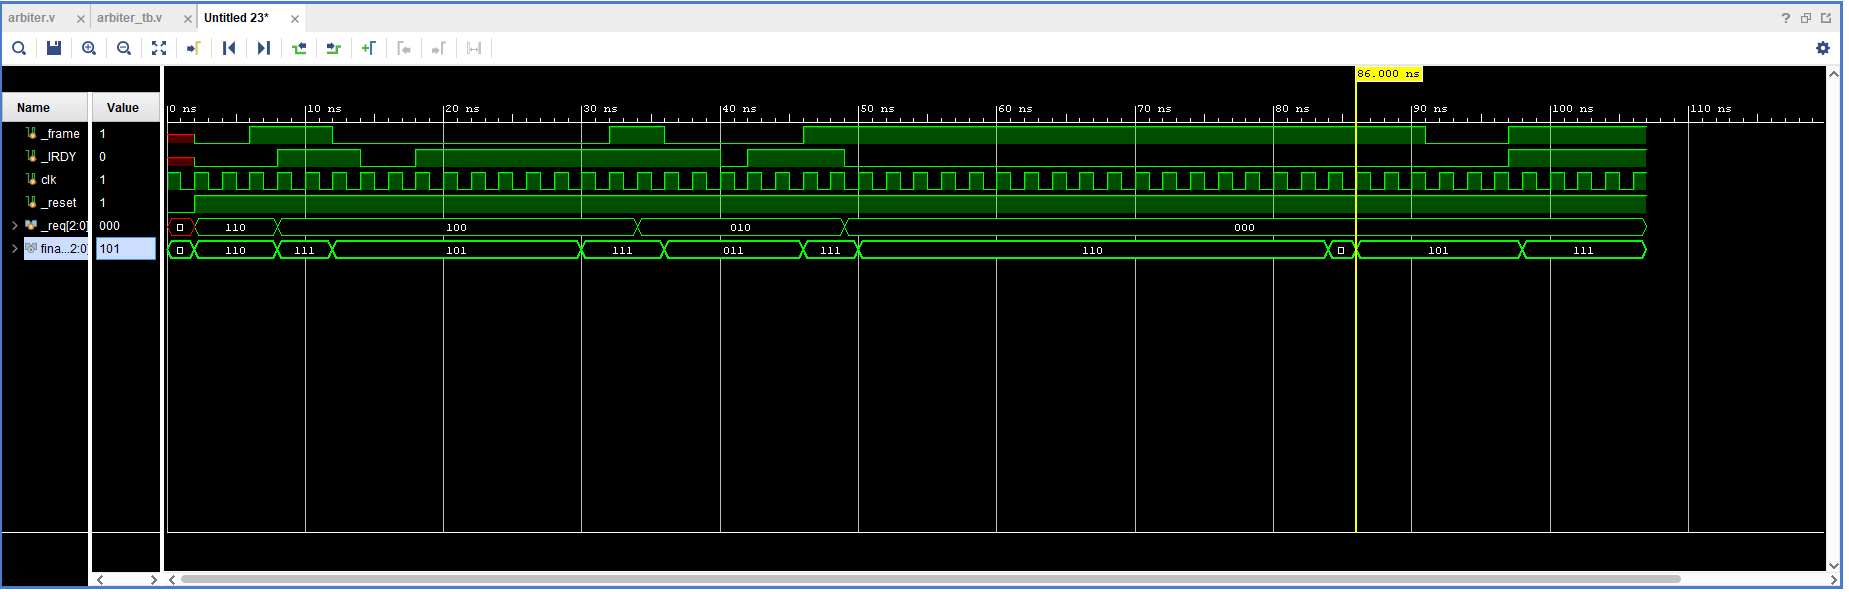 arbiter.v × arbiter_tb.v × Untitled 23* ×
?
86.000 ns
Name Value
0 ns 10 ns 20 ns 30 ns 40 ns 50 ns 60 ns 70 ns 80 ns 90 ns 100 ns 110 ns
_frame 1
_IRDY 0
clk 1
_reset 1
_req[2:0] 000 110 100 010 000
fina...2:0] 101 110 111 101 111 011 111 110 101 111